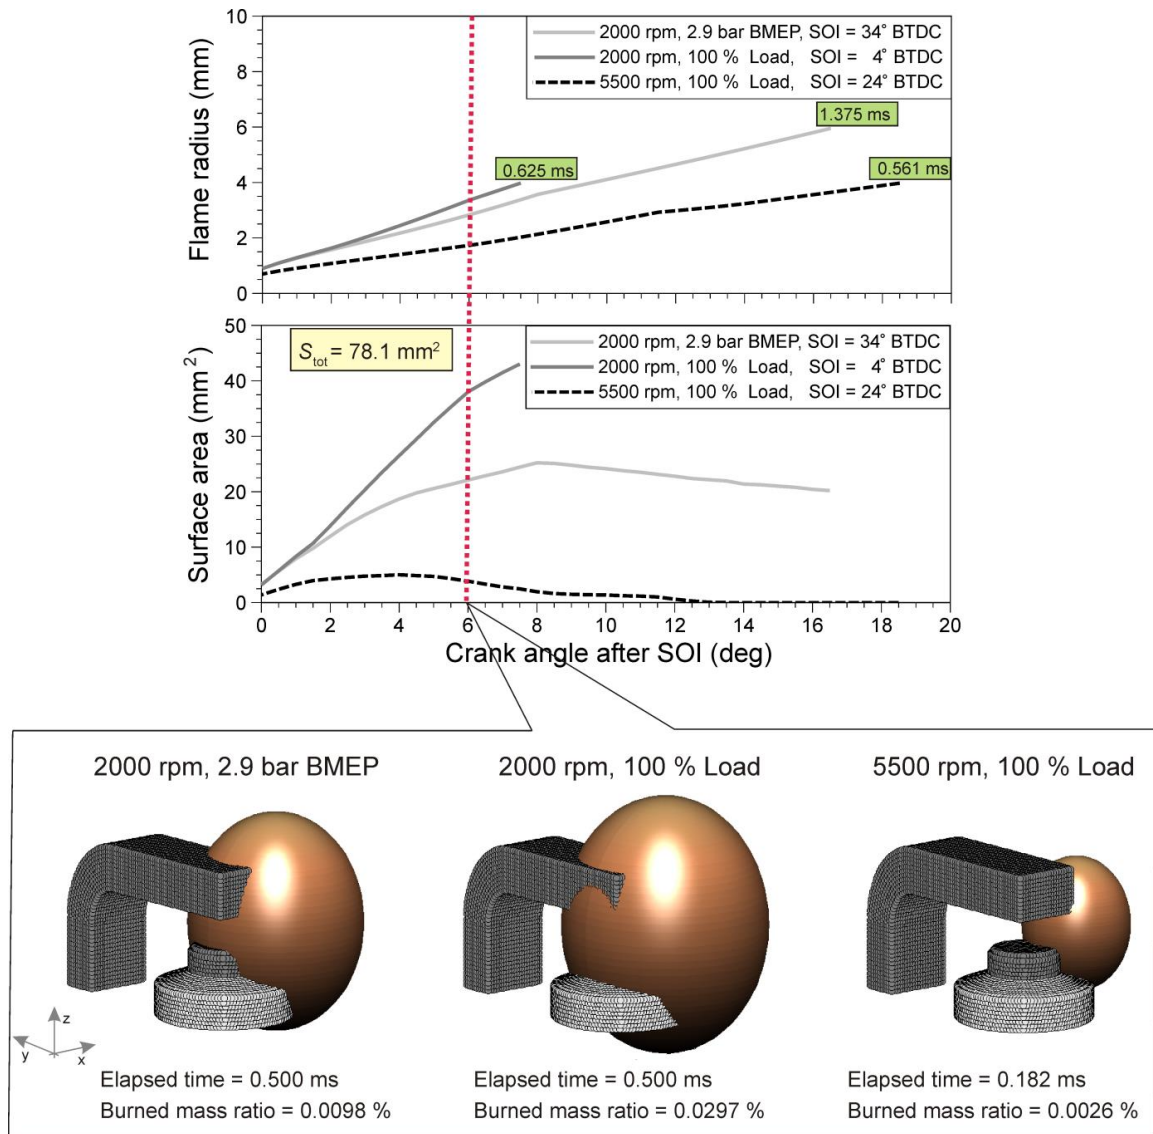 10
8
6
4
2
0
Flame radius (mm)
2000 rpm, 2.9 bar BMEP, SOI = 34° BTDC
2000 rpm, 100 % Load, SOI = 4° BTDC
5500 rpm, 100 % Load, SOI = 24° BTDC
1.375 ms
0.625 ms
0.561 ms
50
40
30
20
10
0
Surface area (mm²)
S_tot = 78.1 mm²
2000 rpm, 2.9 bar BMEP, SOI = 34° BTDC
2000 rpm, 100 % Load, SOI = 4° BTDC
5500 rpm, 100 % Load, SOI = 24° BTDC
0 2 4 6 8 10 12 14 16 18 20
Crank angle after SOI (deg)
2000 rpm, 2.9 bar BMEP
2000 rpm, 100 % Load
5500 rpm, 100 % Load
z
y
x
Elapsed time = 0.500 ms
Burned mass ratio = 0.0098 %
Elapsed time = 0.500 ms
Burned mass ratio = 0.0297 %
Elapsed time = 0.182 ms
Burned mass ratio = 0.0026 %